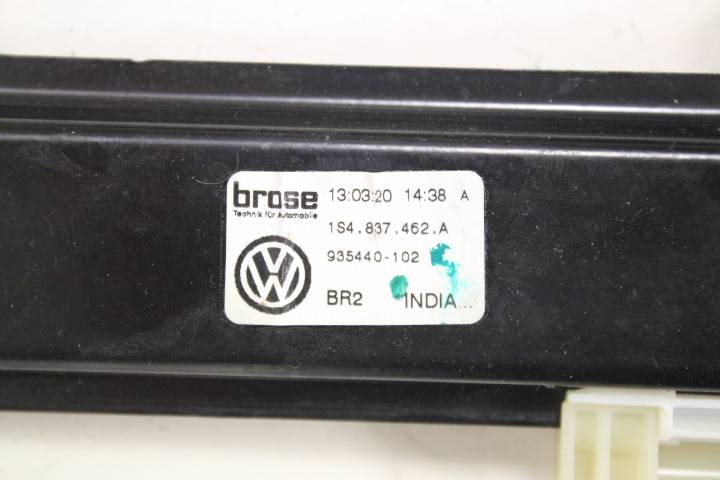 brose 13:03:20 14:38 A
Technik für Automobile
1S4.837.462.A
935440-102
BR2 INDIA...